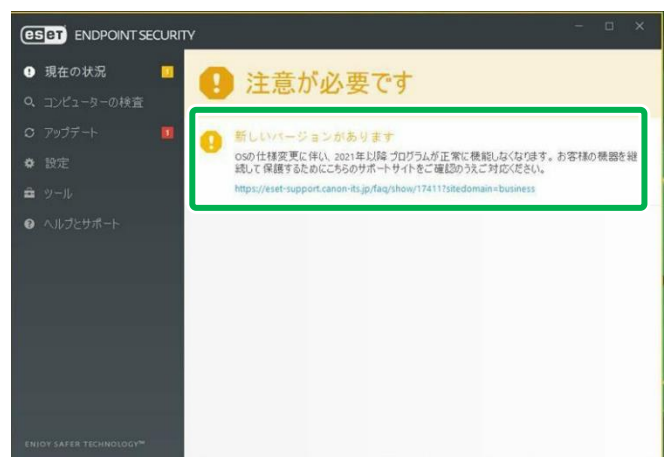 eset ENDPOINT SECURITY
現在の状況
コンピューターの検査
アップデート 1
設定
ツール
ヘルプとサポート
ENJOY SAFER TECHNOLOGY™
注意が必要です
新しいバージョンがあります
OSの仕様変更に伴い、2021年以降 プログラムが正常に機能しなくなります。お客様の機器を継
続して保護するためにこちらのサポートサイトをご確認のうえご対応ください。
https://eset-support.canon-its.jp/faq/show/17411?sitedomain=business